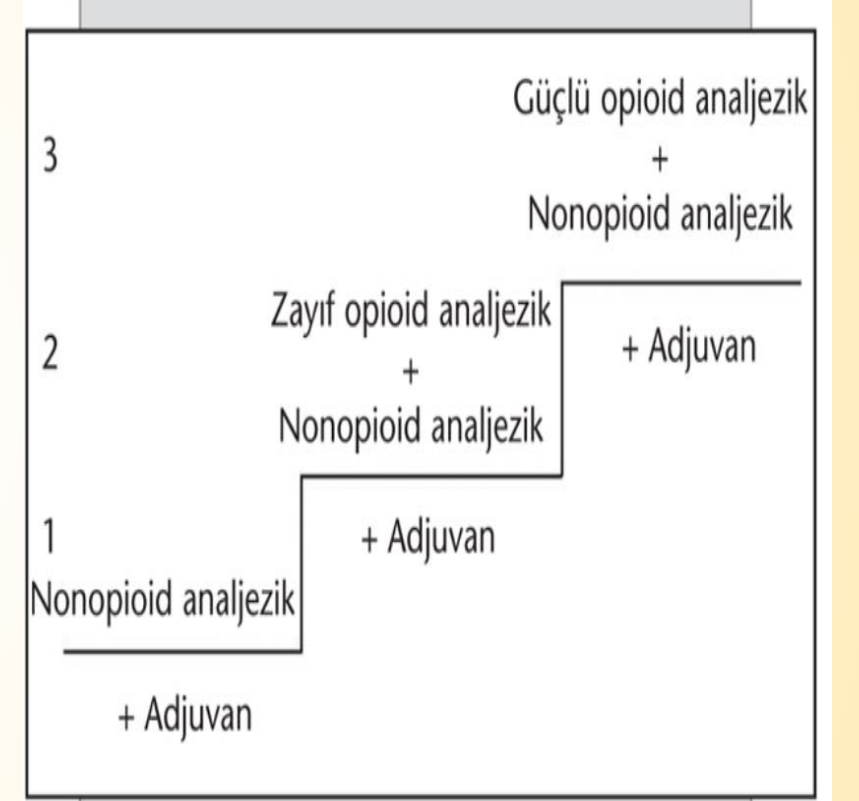 3
Güçlü opioid analjezik
+
Nonopioid analjezik
+ Adjuvan
2
Zayıf opioid analjezik
+
Nonopioid analjezik
+ Adjuvan
1
Nonopioid analjezik
+ Adjuvan